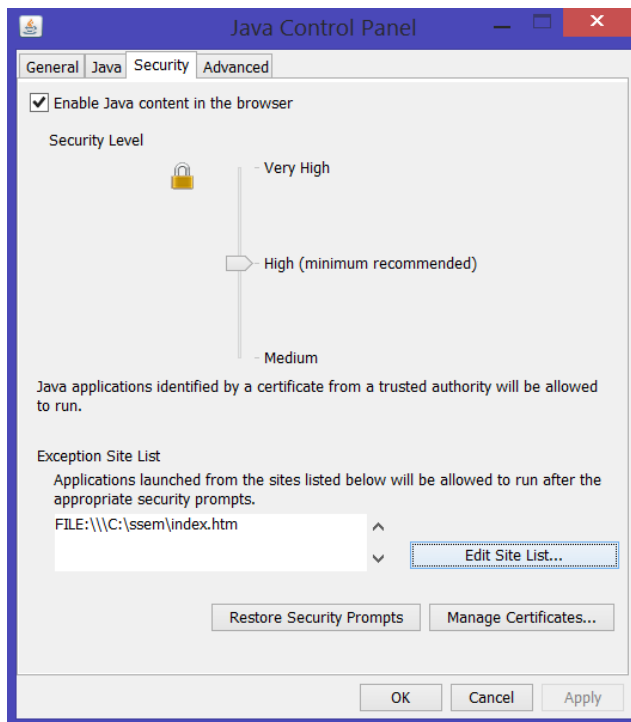 Java Control Panel
General Java Security Advanced
Enable Java content in the browser
Security Level
Very High
High (minimum recommended)
Medium
Java applications identified by a certificate from a trusted authority will be allowed
to run.
Exception Site List
Applications launched from the sites listed below will be allowed to run after the
appropriate security prompts.
FILE:\\\C:\ssem\index.htm
Edit Site List...
Restore Security Prompts Manage Certificates...
OK Cancel Apply